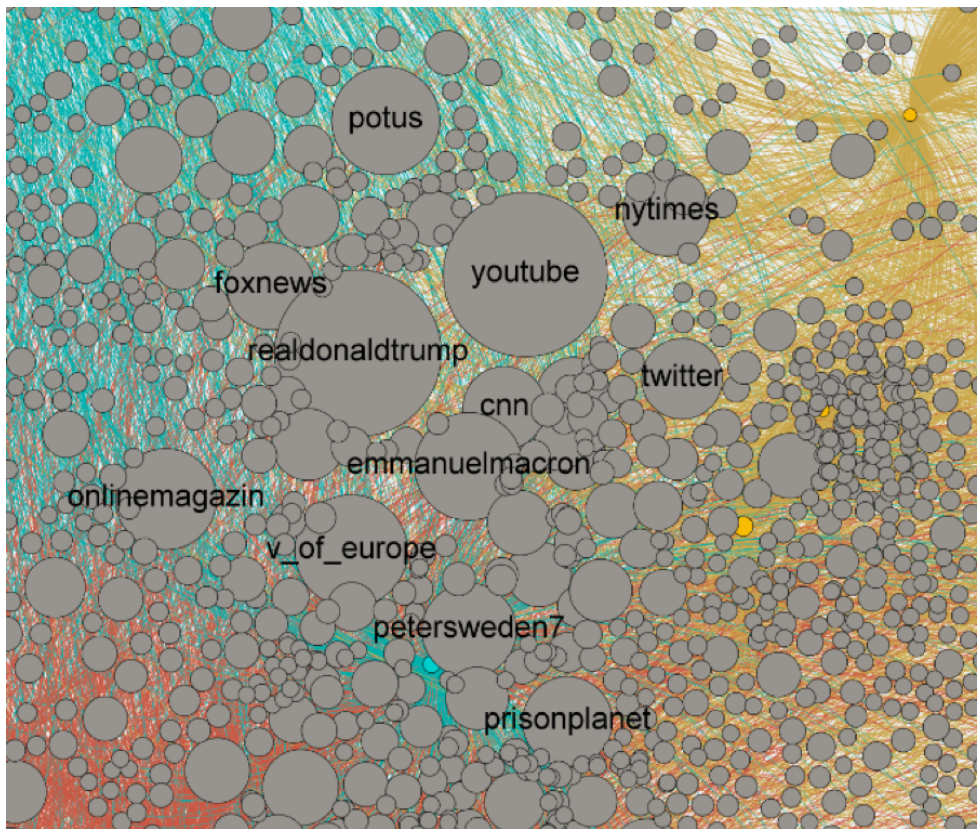 potus
nytimes
youtube
foxnews
realdonaldtrump
twitter
cnn
emmanuelmacron
onlinemagazin
v_of_europe
petersweden7
prisonplanet